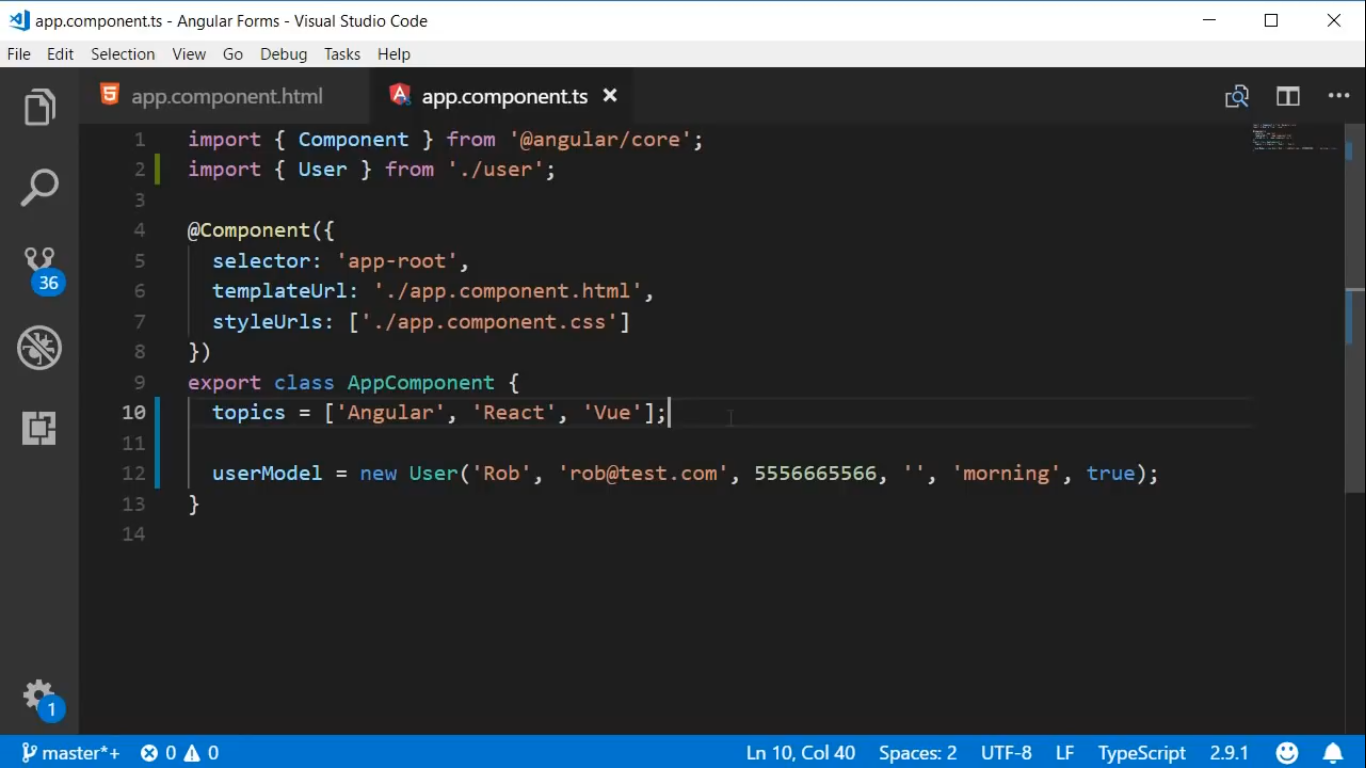 app.component.ts - Angular Forms - Visual Studio Code
File Edit Selection View Go Debug Tasks Help
app.component.html app.component.ts
1 import { Component } from '@angular/core';
2 import { User } from './user';
3
4 @Component({
5 selector: 'app-root',
6 templateUrl: './app.component.html',
7 styleUrls: ['./app.component.css']
8 })
9 export class AppComponent {
10 topics = ['Angular', 'React', 'Vue'];
11
12 userModel = new User('Rob', 'rob@test.com', 5556665566, '', 'morning', true);
13 }
14
36
1
master*+ 0 0 Ln 10, Col 40 Spaces: 2 UTF-8 LF TypeScript 2.9.1